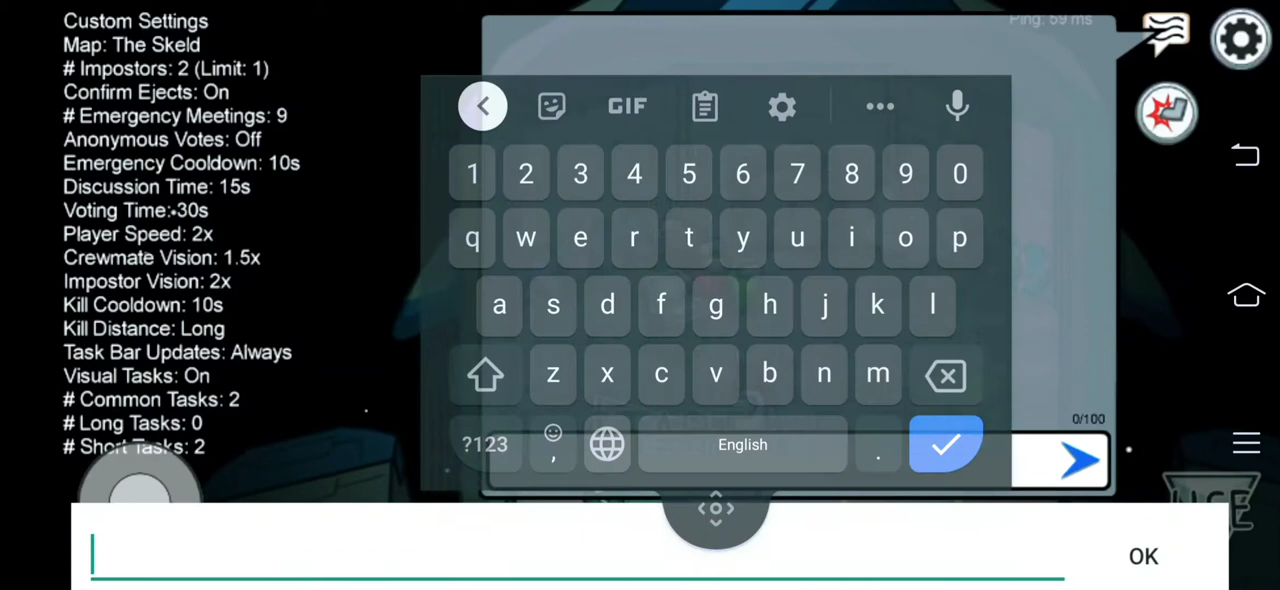 Custom Settings
Map: The Skeld
# Impostors: 2 (Limit: 1)
Confirm Ejects: On
# Emergency Meetings: 9
Anonymous Votes: Off
Emergency Cooldown: 10s
Discussion Time: 15s
Voting Time: 30s
Player Speed: 2x
Crewmate Vision: 1.5x
Impostor Vision: 2x
Kill Cooldown: 10s
Kill Distance: Long
Task Bar Updates: Always
Visual Tasks: On
# Common Tasks: 2
# Long Tasks: 0
# Short Tasks: 2
Ping: 59 ms
GIF
1 2 3 4 5 6 7 8 9 0
q w e r t y u i o p
a s d f g h j k l
z x c v b n m
?123 , English .
0/100
USE
OK